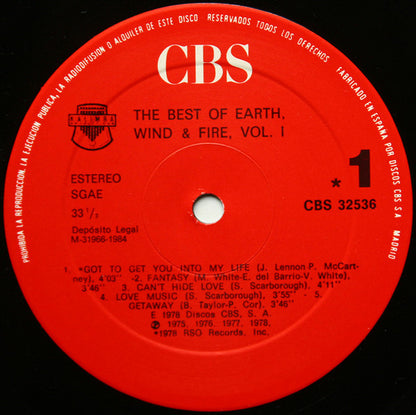 PROHIBIDA LA REPRODUCCION, LA EJECUCION PUBLICA, LA RADIODIFUSION O ALQUILER DE ESTE DISCO RESERVADOS TODOS LOS DERECHOS FABRICADO EN ESPAÑA POR DISCOS CBS S A MADRID
CBS
KALIMBA
THE BEST OF EARTH,
WIND & FIRE, VOL. I
ESTEREO
SGAE
33 1/3
* 1
CBS 32536
Depósito Legal
M-31966-1984
1. *GOT TO GET YOU INTO MY LIFE (J. Lennon-P. McCart-
ney), 4'03" -2. FANTASY (M. White-E. del Barrio-V. White),
3'46" -3. CAN'T HIDE LOVE (S. Scarborough), 4'11" -
4. LOVE MUSIC (S. Scarborough), 3'55" - 5.
GETAWAY (B. Taylor-P. Cor) 3'46"
℗ 1978 Discos CBS, S. A.
℗ 1975, 1976, 1977, 1978.
*1978 RSO Records, Inc.